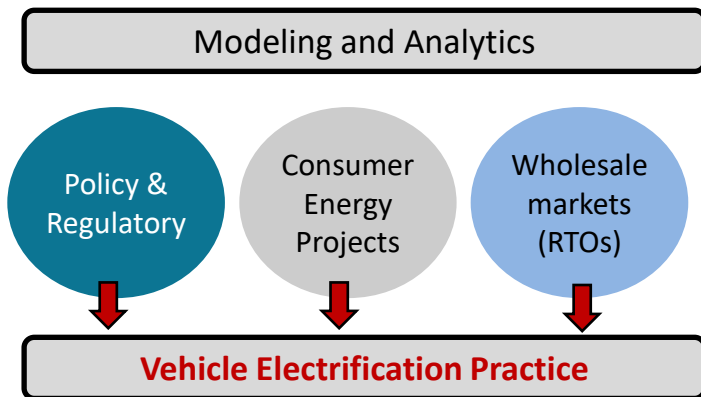 Modeling and Analytics
Policy &
Regulatory
Consumer
Energy
Projects
Wholesale
markets
(RTOs)
Vehicle Electrification Practice